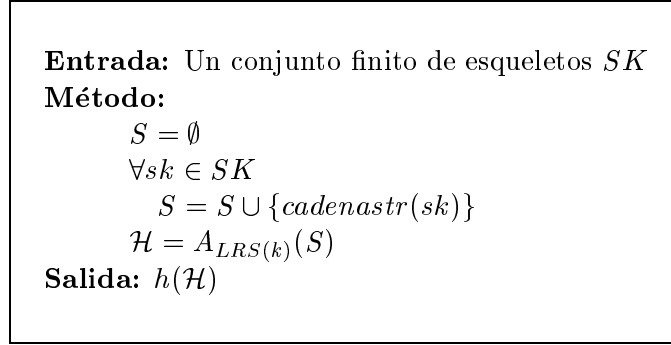 Entrada: Un conjunto finito de esqueletos SK
Método:
S = ∅
∀sk ∈ SK
S = S ∪ {cadenastr(sk)}
ℋ = A_{LRS(k)}(S)
Salida: h(ℋ)